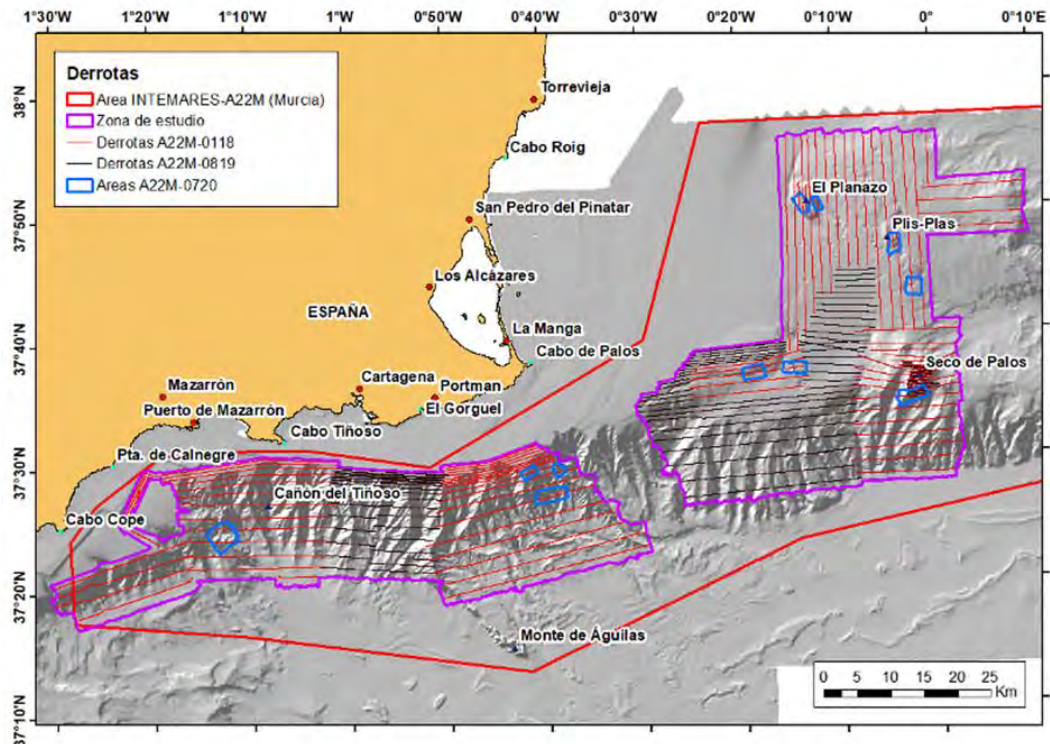 1°30'W
1°20'W
1°10'W
1°W
0°50'W
0°40'W
0°30'W
0°20'W
0°10'W
0°
0°10'E
Derrotas
Area INTEMARES-A22M (Murcia)
Zona de estudio
Derrotas A22M-0118
Derrotas A22M-0819
Areas A22M-0720
38°N
37°50'N
37°40'N
37°30'N
37°20'N
37°10'N
Torrevieja
Cabo Roig
San Pedro del Pinatar
Los Alcázares
ESPAÑA
La Manga
Cabo de Palos
Mazarrón
Cartagena
Portman
Puerto de Mazarrón
El Gorguel
Cabo Tiñoso
Pta. de Calnegre
Cañón del Tiñoso
Cabo Cope
Monte de Águilas
El Planazo
Plis-Plas
Seco de Palos
0 5 10 15 20 25
Km